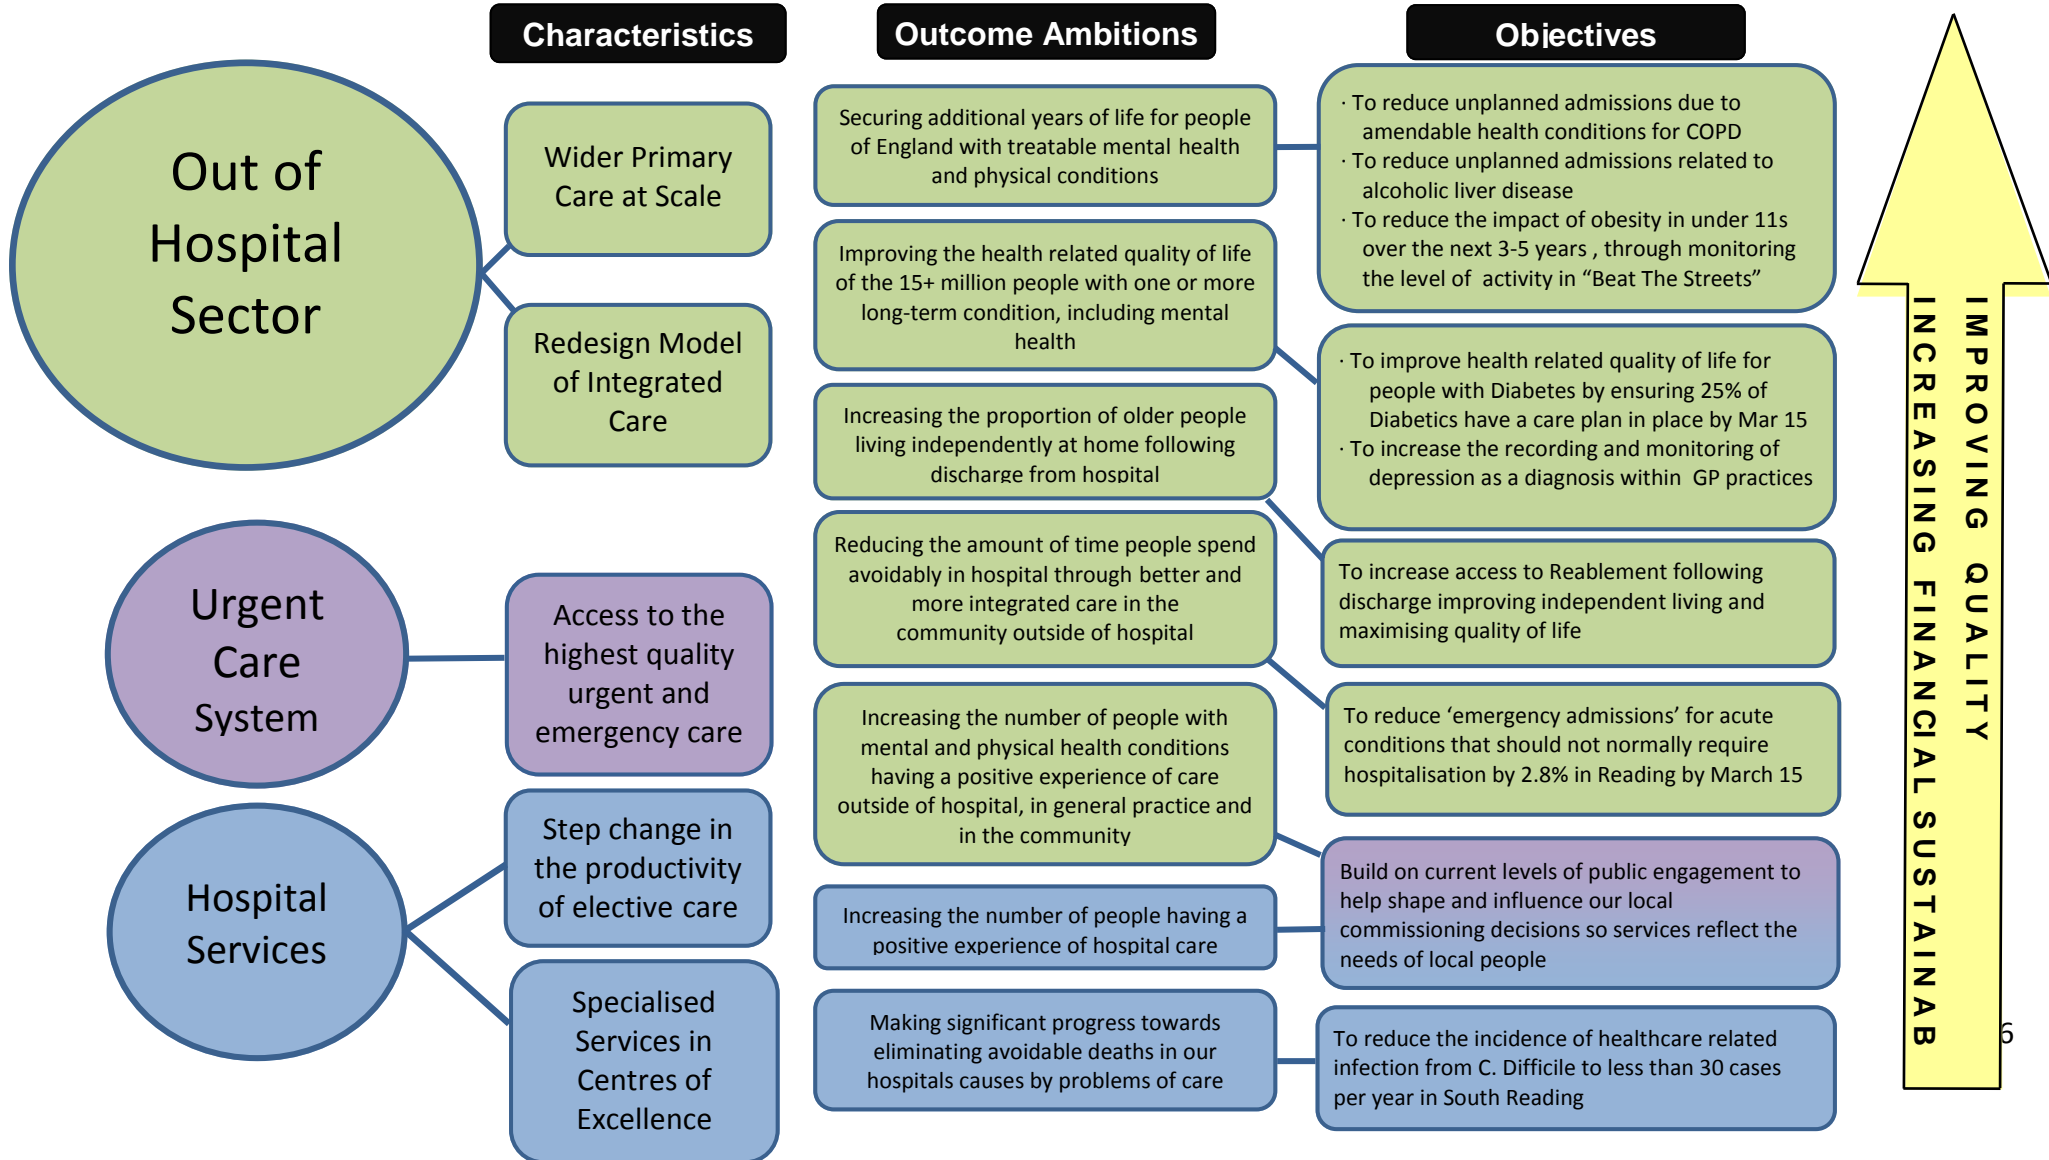 Characteristics
Outcome Ambitions
Objectives
Out of
Hospital
Sector
Wider Primary
Care at Scale
Redesign Model
of Integrated
Care
Urgent
Care
System
Access to the
highest quality
urgent and
emergency care
Hospital
Services
Step change in
the productivity
of elective care
Specialised
Services in
Centres of
Excellence
Securing additional years of life for people
of England with treatable mental health
and physical conditions
Improving the health related quality of life
of the 15+ million people with one or more
long-term condition, including mental
health
Increasing the proportion of older people
living independently at home following
discharge from hospital
Reducing the amount of time people spend
avoidably in hospital through better and
more integrated care in the
community outside of hospital
Increasing the number of people with
mental and physical health conditions
having a positive experience of care
outside of hospital, in general practice and
in the community
Increasing the number of people having a
positive experience of hospital care
Making significant progress towards
eliminating avoidable deaths in our
hospitals causes by problems of care
· To reduce unplanned admissions due to
amendable health conditions for COPD
· To reduce unplanned admissions related to
alcoholic liver disease
· To reduce the impact of obesity in under 11s
over the next 3-5 years , through monitoring
the level of activity in “Beat The Streets”
· To improve health related quality of life for
people with Diabetes by ensuring 25% of
Diabetics have a care plan in place by Mar 15
· To increase the recording and monitoring of
depression as a diagnosis within GP practices
To increase access to Reablement following
discharge improving independent living and
maximising quality of life
To reduce ‘emergency admissions’ for acute
conditions that should not normally require
hospitalisation by 2.8% in Reading by March 15
Build on current levels of public engagement to
help shape and influence our local
commissioning decisions so services reflect the
needs of local people
To reduce the incidence of healthcare related
infection from C. Difficile to less than 30 cases
per year in South Reading
IMPROVING QUALITY
INCREASING FINANCIAL SUSTAINAB
6